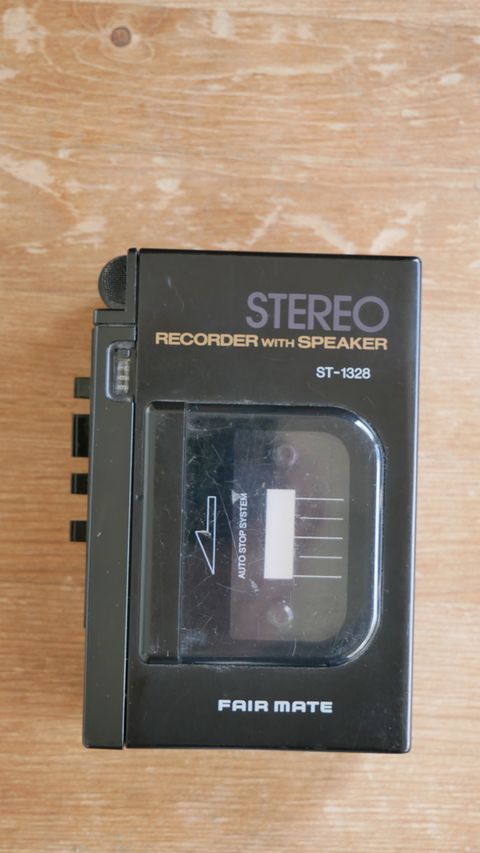 STEREO
RECORDER WITH SPEAKER
ST-1328
AUTO STOP SYSTEM
FAIR MATE